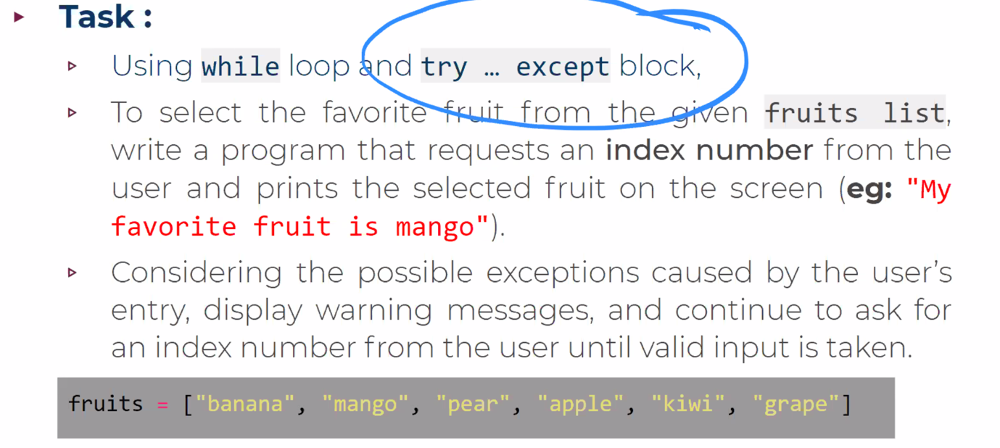 Task :
Using while loop and try … except block,
To select the favorite fruit from the given fruits list,
write a program that requests an index number from the
user and prints the selected fruit on the screen (eg: "My
favorite fruit is mango").
Considering the possible exceptions caused by the user’s
entry, display warning messages, and continue to ask for
an index number from the user until valid input is taken.
fruits = ["banana", "mango", "pear", "apple", "kiwi", "grape"]